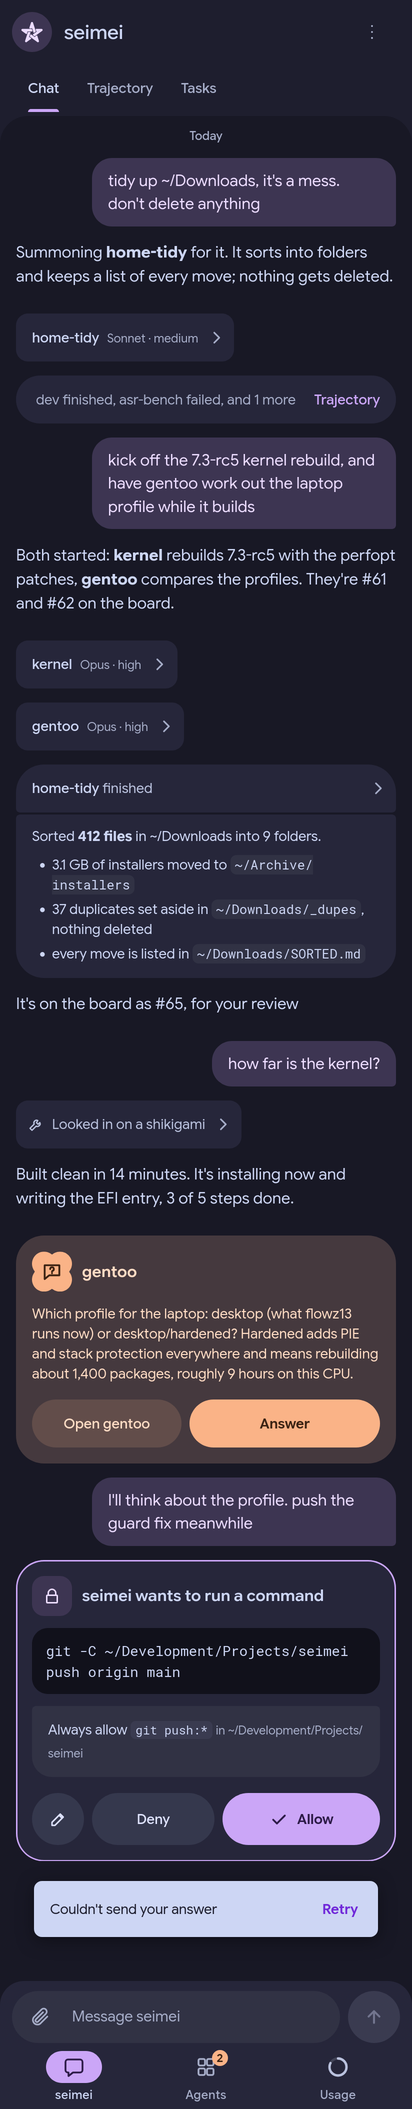 seimei
Chat
Trajectory
Tasks
Today
tidy up ~/Downloads, it's a mess.
don't delete anything
Summoning home-tidy for it. It sorts into folders
and keeps a list of every move; nothing gets deleted.
home-tidy Sonnet · medium
dev finished, asr-bench failed, and 1 more Trajectory
kick off the 7.3-rc5 kernel rebuild, and
have gentoo work out the laptop
profile while it builds
Both started: kernel rebuilds 7.3-rc5 with the perfopt
patches, gentoo compares the profiles. They're #61
and #62 on the board.
kernel Opus · high
gentoo Opus · high
home-tidy finished
Sorted 412 files in ~/Downloads into 9 folders.
• 3.1 GB of installers moved to ~/Archive/
installers
• 37 duplicates set aside in ~/Downloads/_dupes,
nothing deleted
• every move is listed in ~/Downloads/SORTED.md
It's on the board as #65, for your review
how far is the kernel?
Looked in on a shikigami
Built clean in 14 minutes. It's installing now and
writing the EFI entry, 3 of 5 steps done.
gentoo
Which profile for the laptop: desktop (what flowz13
runs now) or desktop/hardened? Hardened adds PIE
and stack protection everywhere and means rebuilding
about 1,400 packages, roughly 9 hours on this CPU.
Open gentoo
Answer
I'll think about the profile. push the
guard fix meanwhile
seimei wants to run a command
git -C ~/Development/Projects/seimei
push origin main
Always allow git push:* in ~/Development/Projects/
seimei
Deny
Allow
Couldn't send your answer Retry
Message seimei
2
seimei
Agents
Usage